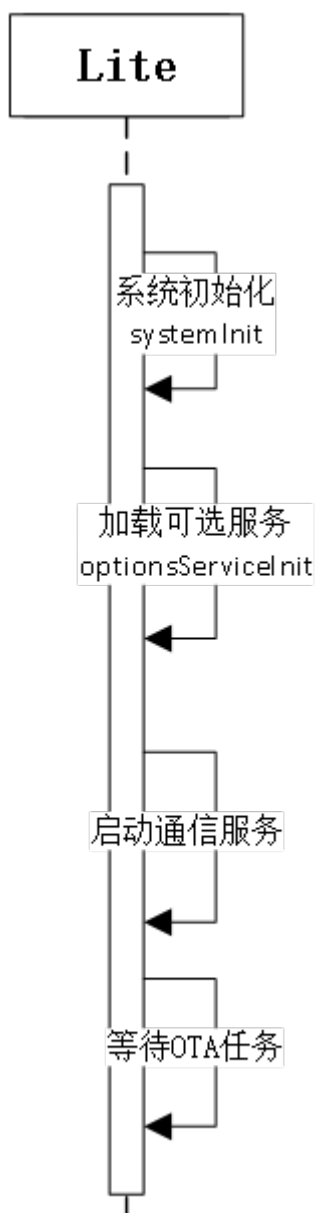 Lite
系统初始化
systemInit
加载可选服务
optionsServiceInit
启动通信服务
等待OTA任务